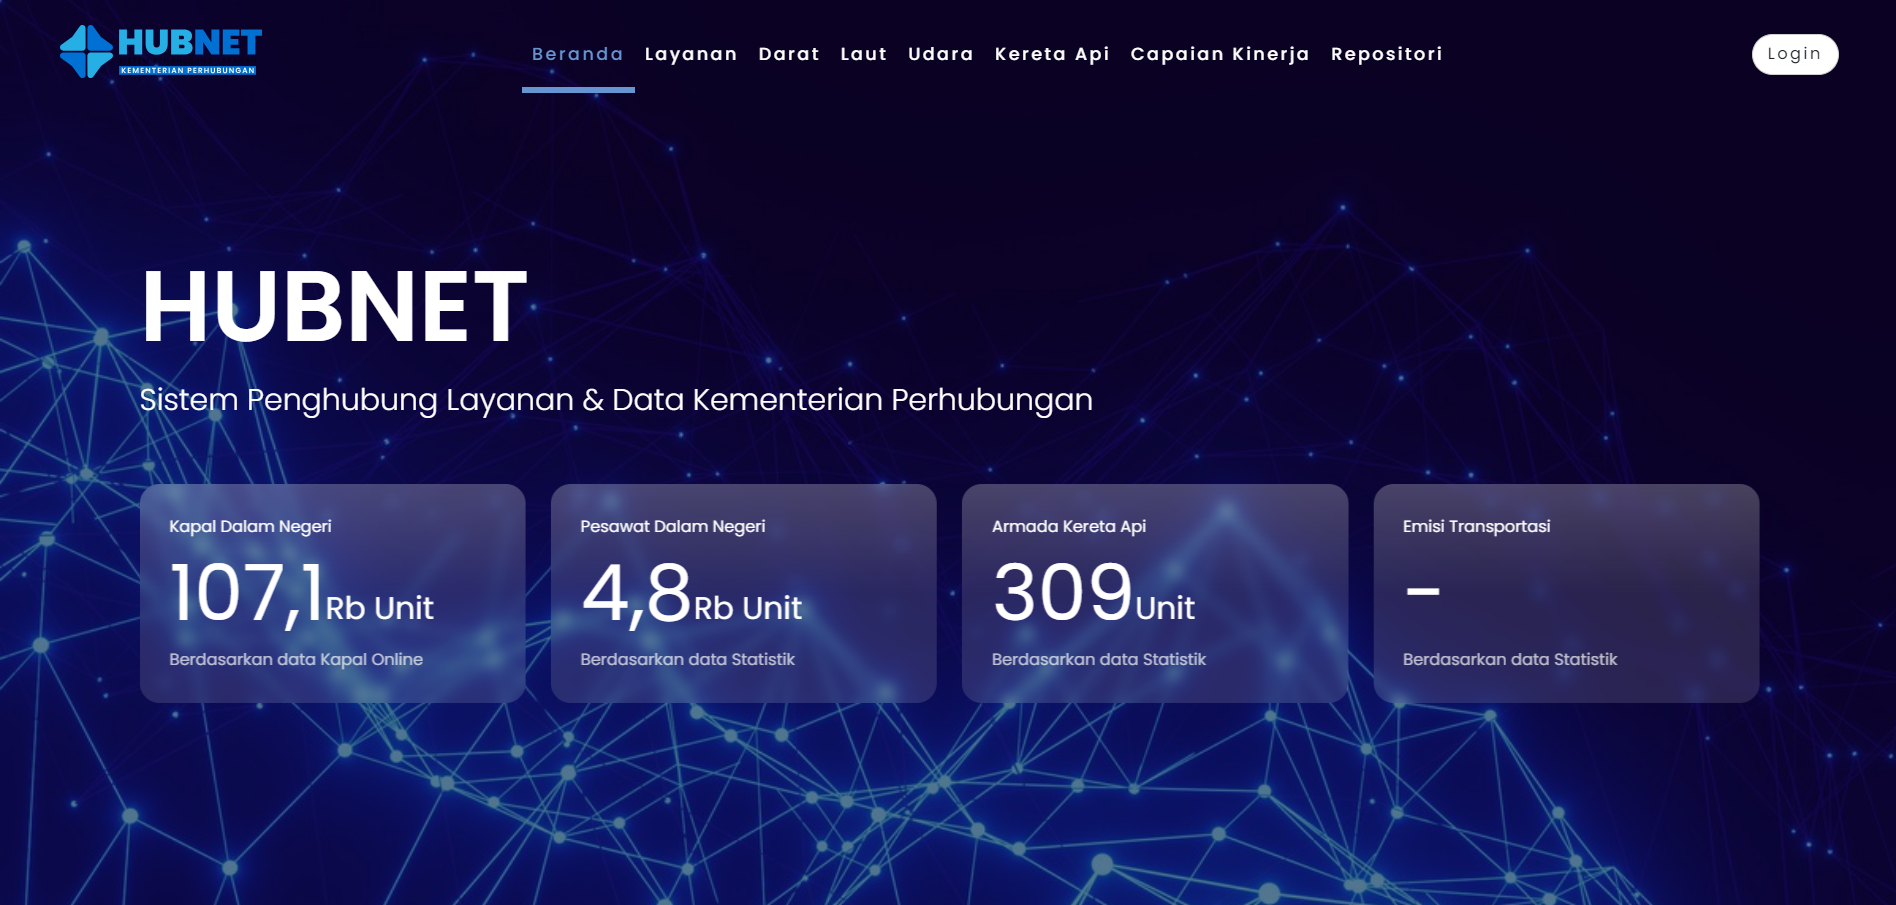 HUBNET
KEMENTERIAN PERHUBUNGAN
Beranda Layanan Darat Laut Udara Kereta Api Capaian Kinerja Repositori
Login
HUBNET
Sistem Penghubung Layanan & Data Kementerian Perhubungan
Kapal Dalam Negeri
107,1Rb Unit
Berdasarkan data Kapal Online
Pesawat Dalam Negeri
4,8Rb Unit
Berdasarkan data Statistik
Armada Kereta Api
309Unit
Berdasarkan data Statistik
Emisi Transportasi
-
Berdasarkan data Statistik